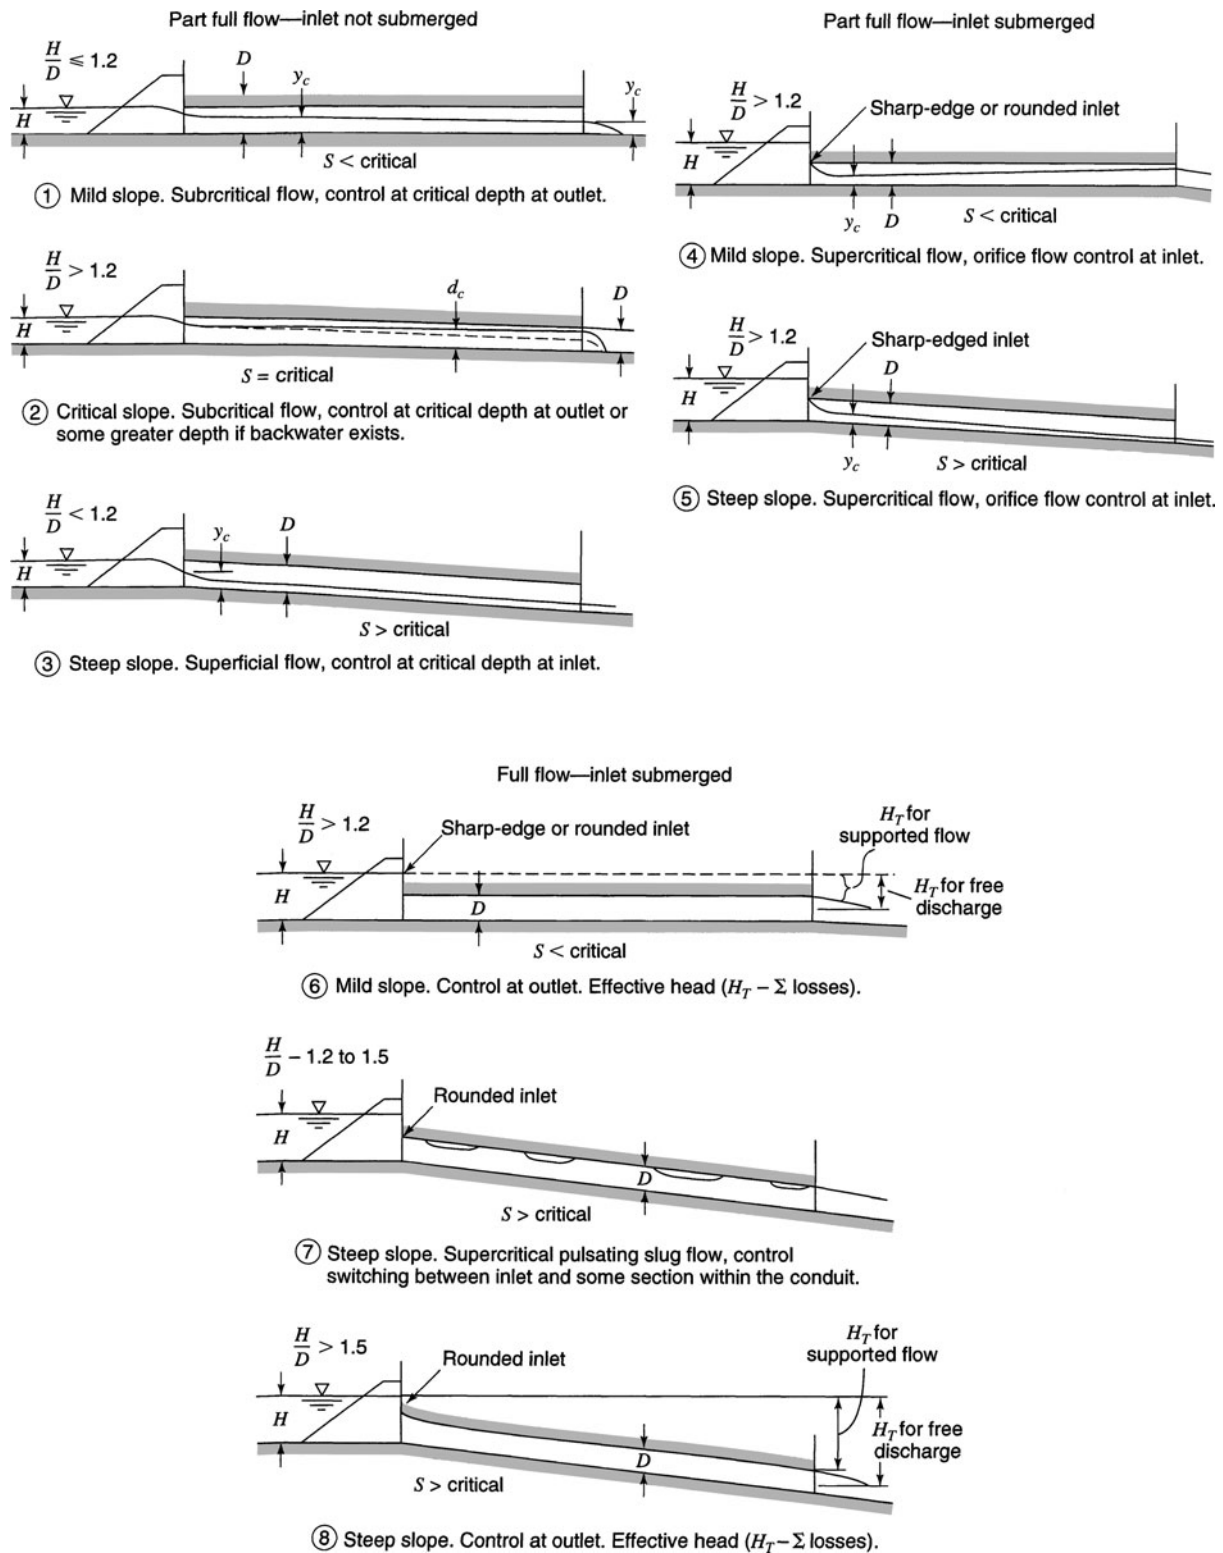 Part full flow—inlet not submerged
H/D ≤ 1.2
D
y_c
y_c
H
S < critical
① Mild slope. Subrcritical flow, control at critical depth at outlet.
H/D > 1.2
d_c
D
H
S = critical
② Critical slope. Subcritical flow, control at critical depth at outlet or
some greater depth if backwater exists.
H/D < 1.2
y_c
D
H
S > critical
③ Steep slope. Superficial flow, control at critical depth at inlet.
Part full flow—inlet submerged
H/D > 1.2
Sharp-edge or rounded inlet
H
y_c
D
S < critical
④ Mild slope. Supercritical flow, orifice flow control at inlet.
H/D > 1.2
Sharp-edged inlet
D
H
y_c
S > critical
⑤ Steep slope. Supercritical flow, orifice flow control at inlet.
Full flow—inlet submerged
H/D > 1.2
Sharp-edge or rounded inlet
H_T for
supported flow
H
D
H_T for free
discharge
S < critical
⑥ Mild slope. Control at outlet. Effective head (H_T − Σ losses).
H/D – 1.2 to 1.5
Rounded inlet
H
D
S > critical
⑦ Steep slope. Supercritical pulsating slug flow, control
switching between inlet and some section within the conduit.
H/D > 1.5
Rounded inlet
H_T for
supported flow
H
D
H_T for free
discharge
S > critical
⑧ Steep slope. Control at outlet. Effective head (H_T − Σ losses).